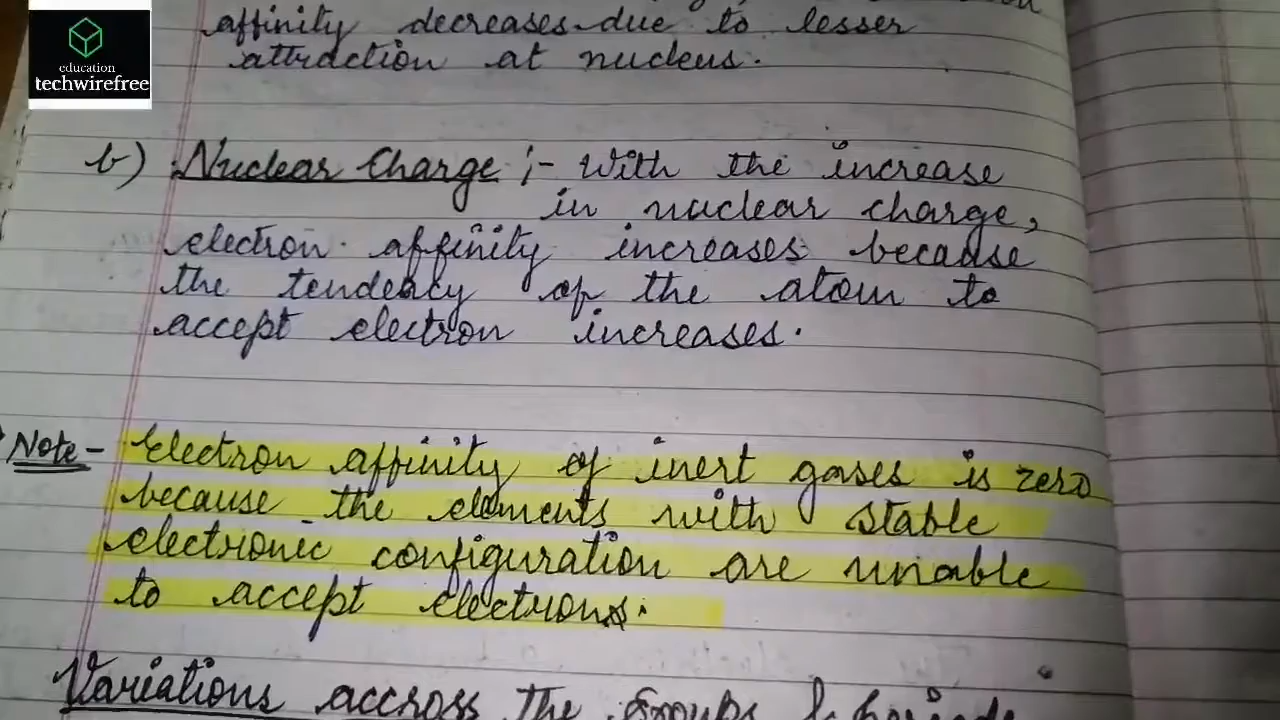 education
techwirefree
affinity decreases due to lesser
attraction at nucleus.
b) Nuclear Charge ;- With the increase
in nuclear charge,
electron affinity increases because
the tendency of the atom to
accept electron increases.
Note- Electron affinity of inert gases is zero
because the elements with stable
electronic configuration are unable
to accept electrons.
Variations accross the Groups &